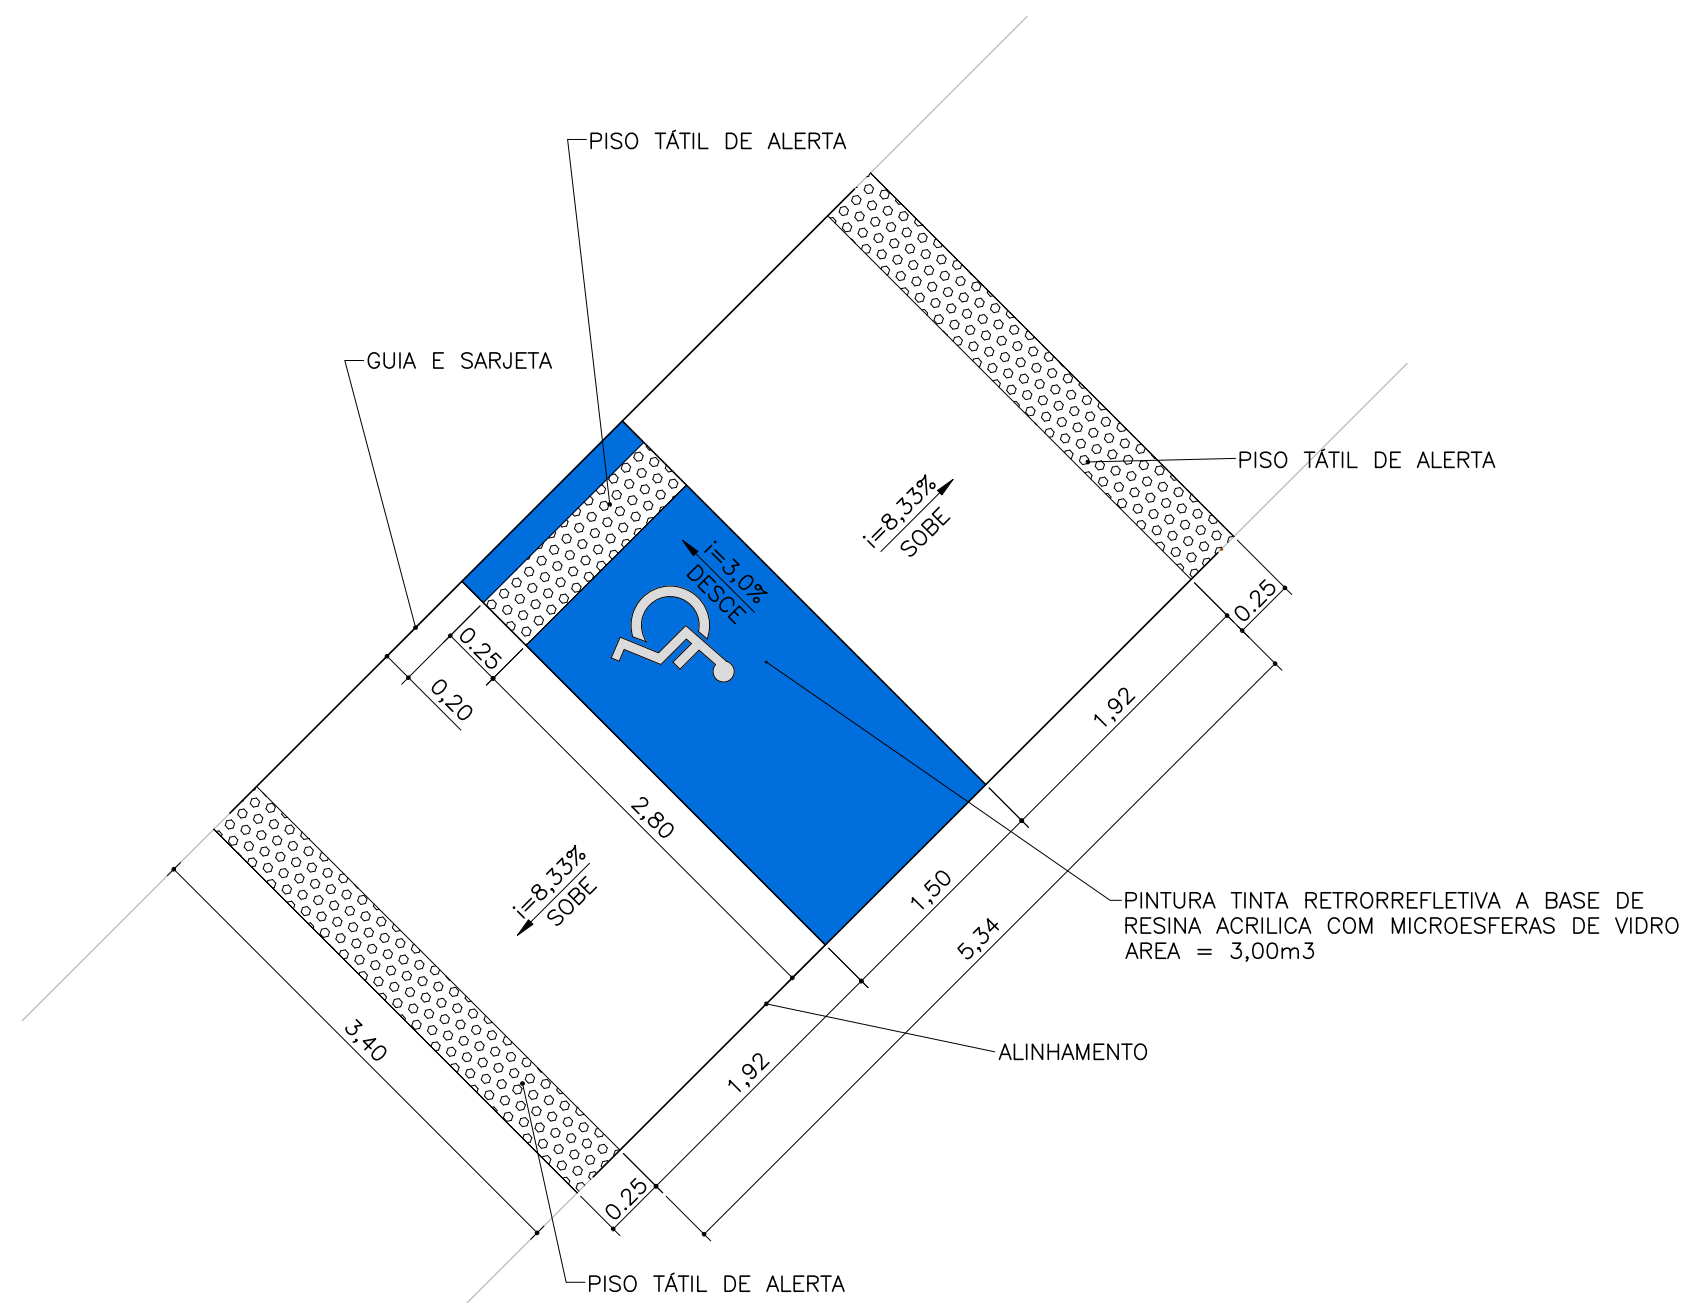 PISO TÁTIL DE ALERTA
GUIA E SARJETA
PISO TÁTIL DE ALERTA
i=8,33%
SOBE
i=3,0%
DESCE
0.25
0.25
0,20
1,92
2,80
i=8,33%
SOBE
1,50
5,34
PINTURA TINTA RETRORREFLETIVA A BASE DE
RESINA ACRILICA COM MICROESFERAS DE VIDRO
AREA = 3,00m3
3,40
ALINHAMENTO
1,92
0.25
PISO TÁTIL DE ALERTA